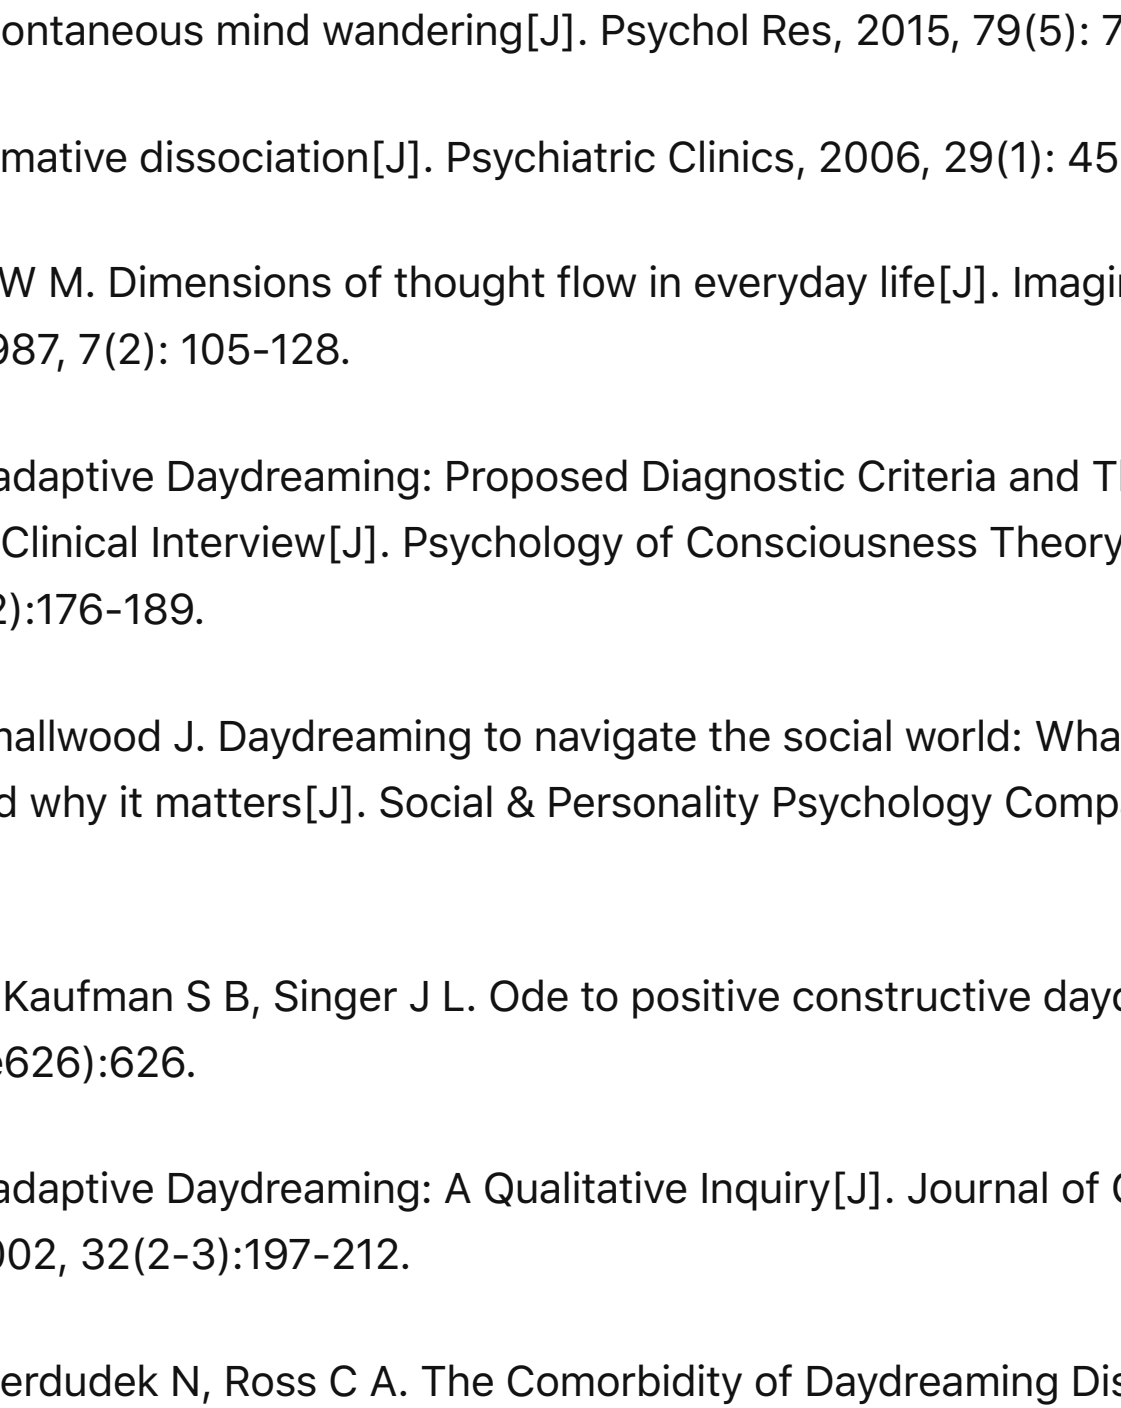 ontaneous mind wandering[J]. Psychol Res, 2015, 79(5): 7
mative dissociation[J]. Psychiatric Clinics, 2006, 29(1): 45
W M. Dimensions of thought flow in everyday life[J]. Imagi
987, 7(2): 105-128.
adaptive Daydreaming: Proposed Diagnostic Criteria and T
Clinical Interview[J]. Psychology of Consciousness Theory
2):176-189.
mallwood J. Daydreaming to navigate the social world: Wha
d why it matters[J]. Social & Personality Psychology Comp
Kaufman S B, Singer J L. Ode to positive constructive day
e626):626.
adaptive Daydreaming: A Qualitative Inquiry[J]. Journal of
002, 32(2-3):197-212.
erdudek N, Ross C A. The Comorbidity of Daydreaming Dis